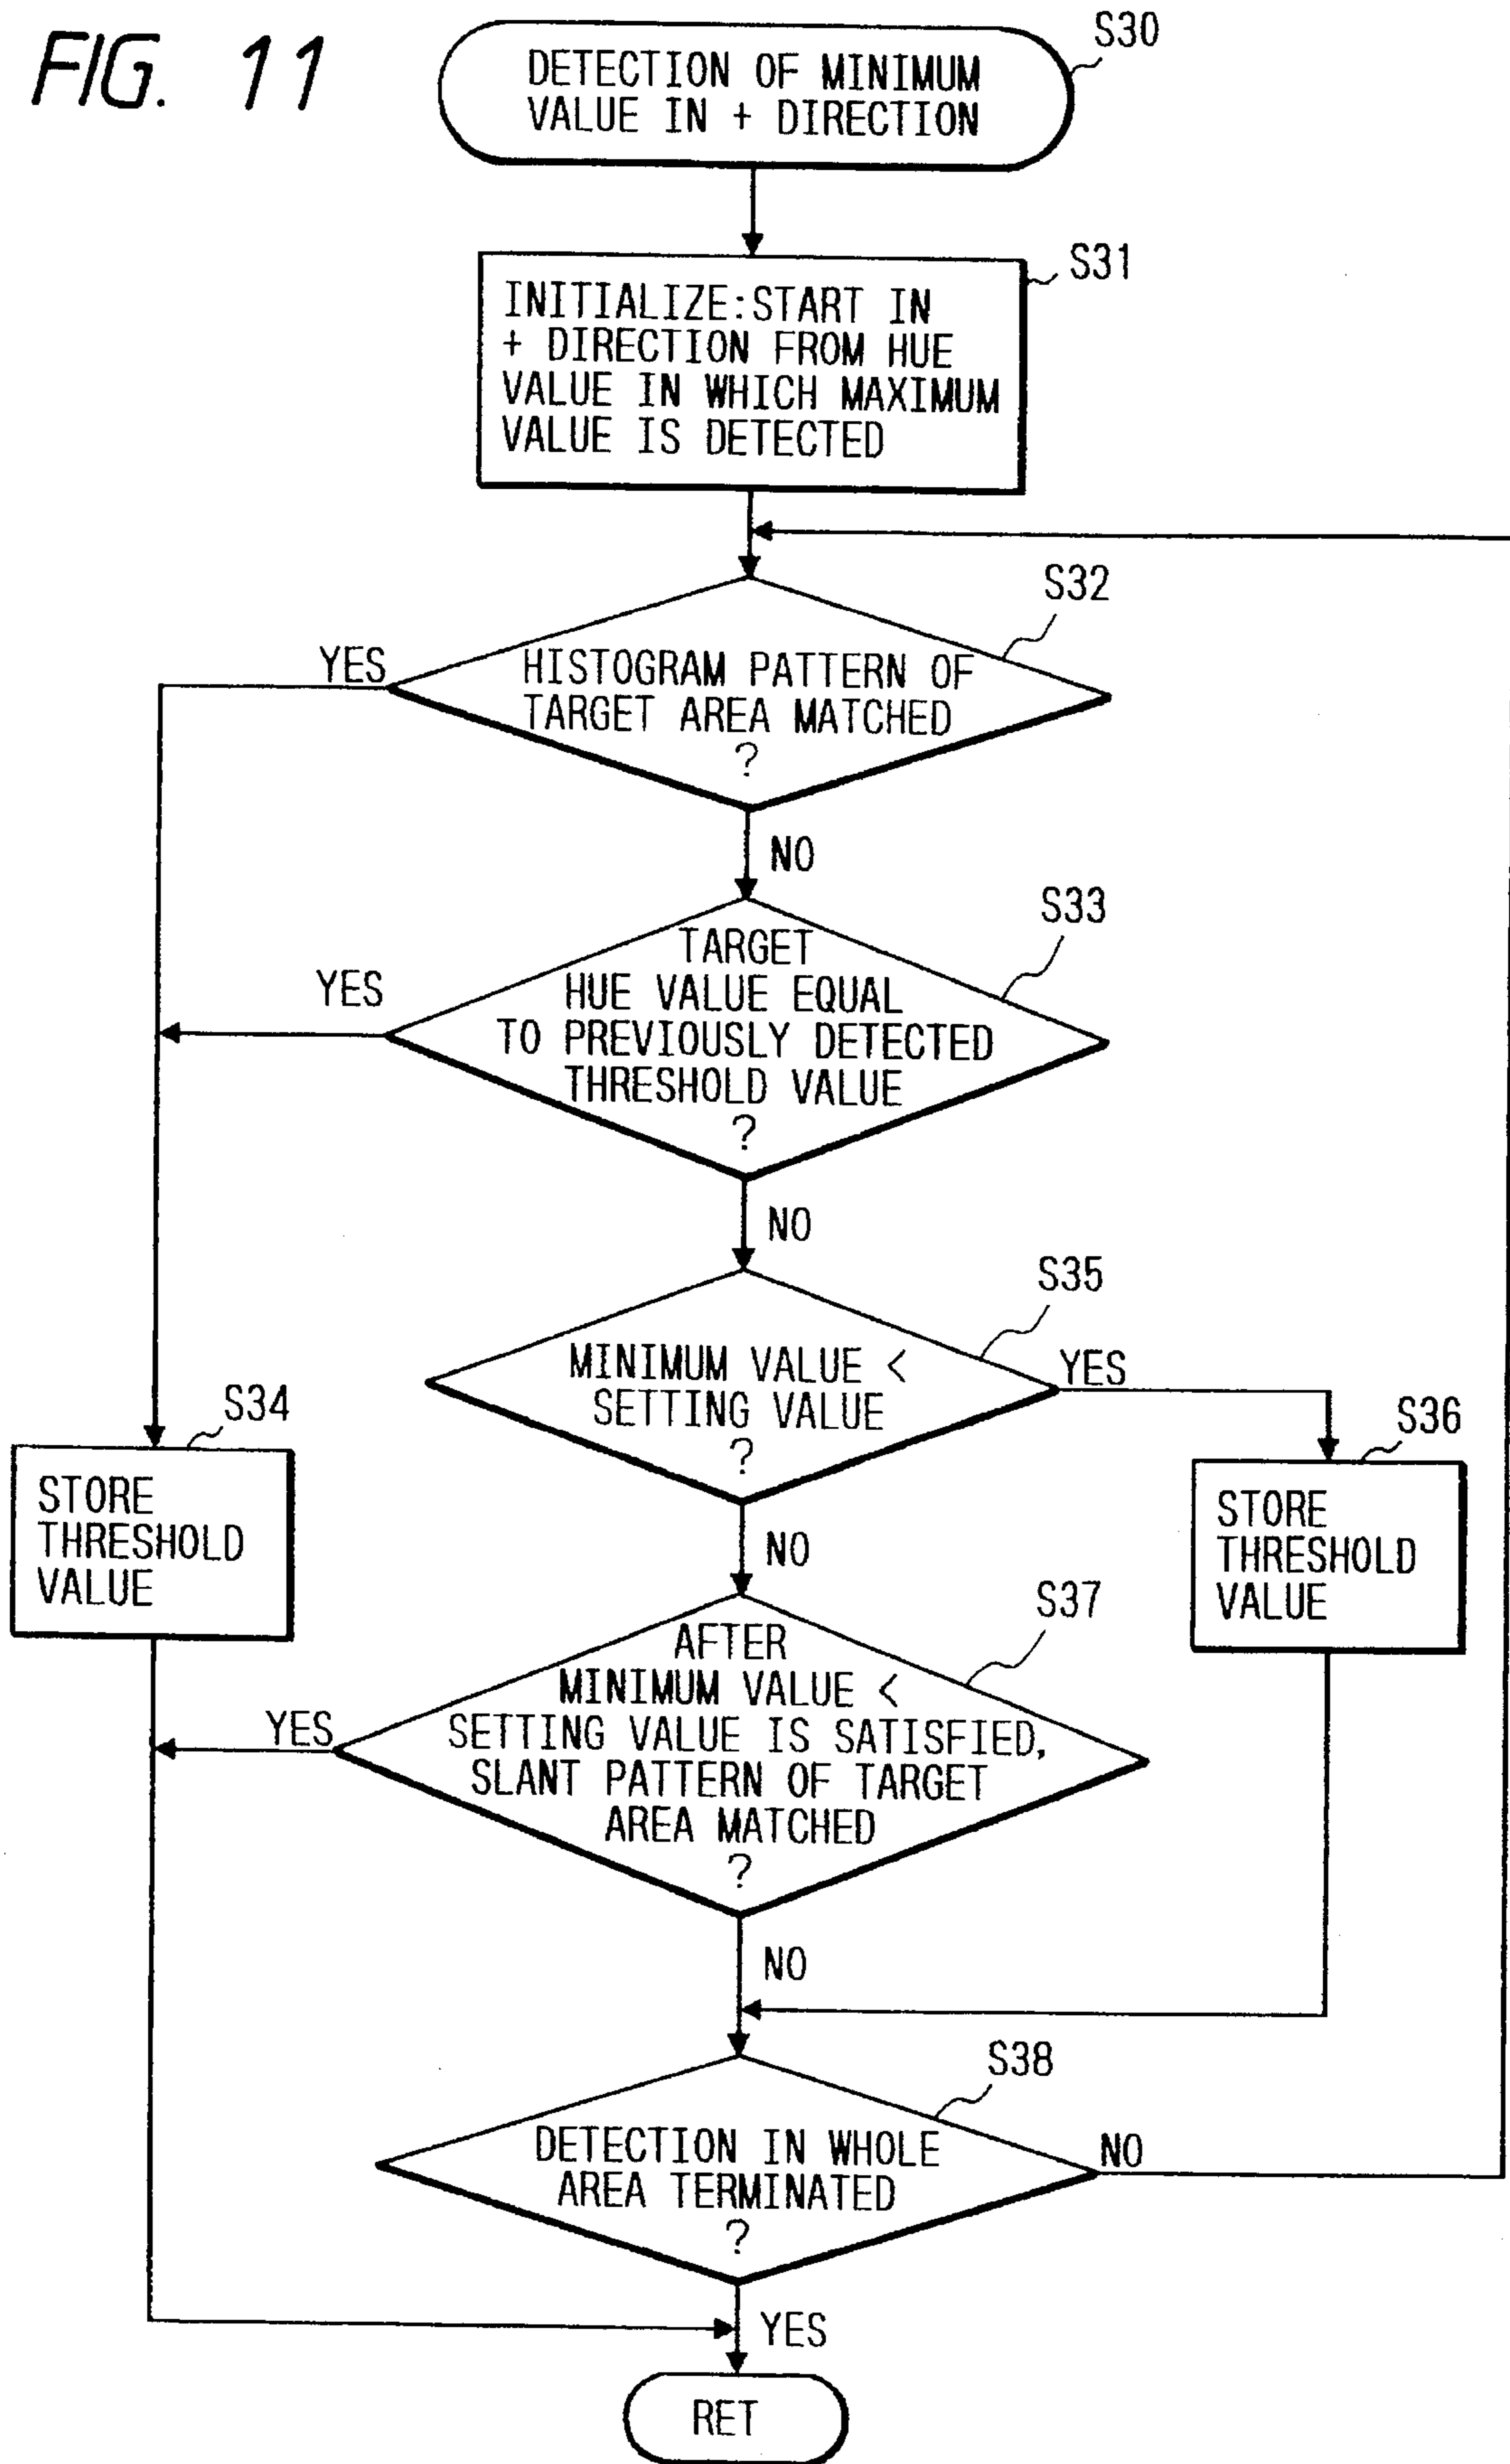 FIG. 11
S30
DETECTION OF MINIMUM
VALUE IN + DIRECTION
S31
INITIALIZE:START IN
+ DIRECTION FROM HUE
VALUE IN WHICH MAXIMUM
VALUE IS DETECTED
S32
YES
HISTOGRAM PATTERN OF
TARGET AREA MATCHED
?
NO
S33
YES
TARGET
HUE VALUE EQUAL
TO PREVIOUSLY DETECTED
THRESHOLD VALUE
?
NO
S35
MINIMUM VALUE <
SETTING VALUE
?
YES
NO
S34
STORE
THRESHOLD
VALUE
S36
STORE
THRESHOLD
VALUE
S37
YES
AFTER
MINIMUM VALUE <
SETTING VALUE IS SATISFIED,
SLANT PATTERN OF TARGET
AREA MATCHED
?
NO
S38
DETECTION IN WHOLE
AREA TERMINATED
?
NO
YES
RET